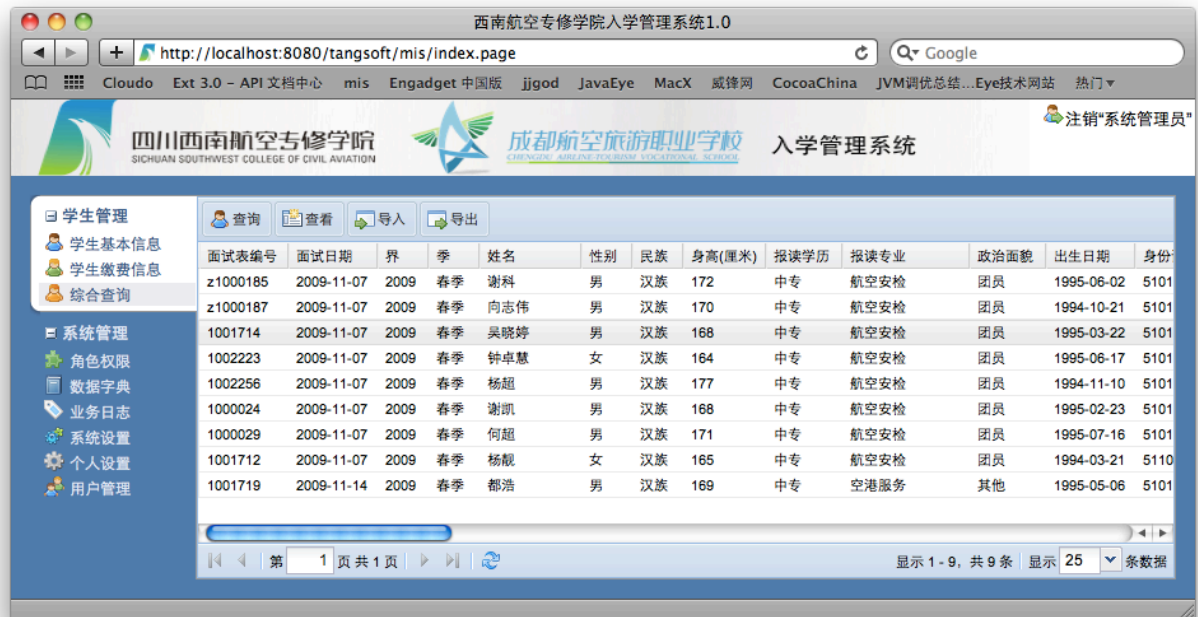 西南航空专修学院入学管理系统1.0
http://localhost:8080/tangsoft/mis/index.page
Google
Cloudo Ext 3.0 – API 文档中心 mis Engadget 中国版 jjgod JavaEye MacX 威锋网 CocoaChina JVM调优总结...Eye技术网站 热门
四川西南航空专修学院
SICHUAN SOUTHWEST COLLEGE OF CIVIL AVIATION
成都航空旅游职业学校
CHENGDU AIRLINE-TOURISM VOCATIONAL SCHOOL
入学管理系统
注销“系统管理员”
学生管理
学生基本信息
学生缴费信息
综合查询
系统管理
角色权限
数据字典
业务日志
系统设置
个人设置
用户管理
查询 查看 导入 导出
面试表编号 面试日期 界 季 姓名 性别 民族 身高(厘米) 报读学历 报读专业 政治面貌 出生日期 身份
z1000185 2009-11-07 2009 春季 谢科 男 汉族 172 中专 航空安检 团员 1995-06-02 5101
z1000187 2009-11-07 2009 春季 向志伟 男 汉族 170 中专 航空安检 团员 1994-10-21 5101
1001714 2009-11-07 2009 春季 吴晓婷 男 汉族 168 中专 航空安检 团员 1995-03-22 5101
1002223 2009-11-07 2009 春季 钟卓慧 女 汉族 164 中专 航空安检 团员 1995-06-17 5101
1002256 2009-11-07 2009 春季 杨超 男 汉族 177 中专 航空安检 团员 1994-11-10 5101
1000024 2009-11-07 2009 春季 谢凯 男 汉族 168 中专 航空安检 团员 1995-02-23 5101
1000029 2009-11-07 2009 春季 何超 男 汉族 171 中专 航空安检 团员 1995-07-16 5101
1001712 2009-11-07 2009 春季 杨靓 女 汉族 165 中专 航空安检 团员 1994-03-21 5110
1001719 2009-11-14 2009 春季 都浩 男 汉族 169 中专 空港服务 其他 1995-05-06 5101
第 1 页共1页
显示 1 - 9，共 9 条 显示 25 条数据